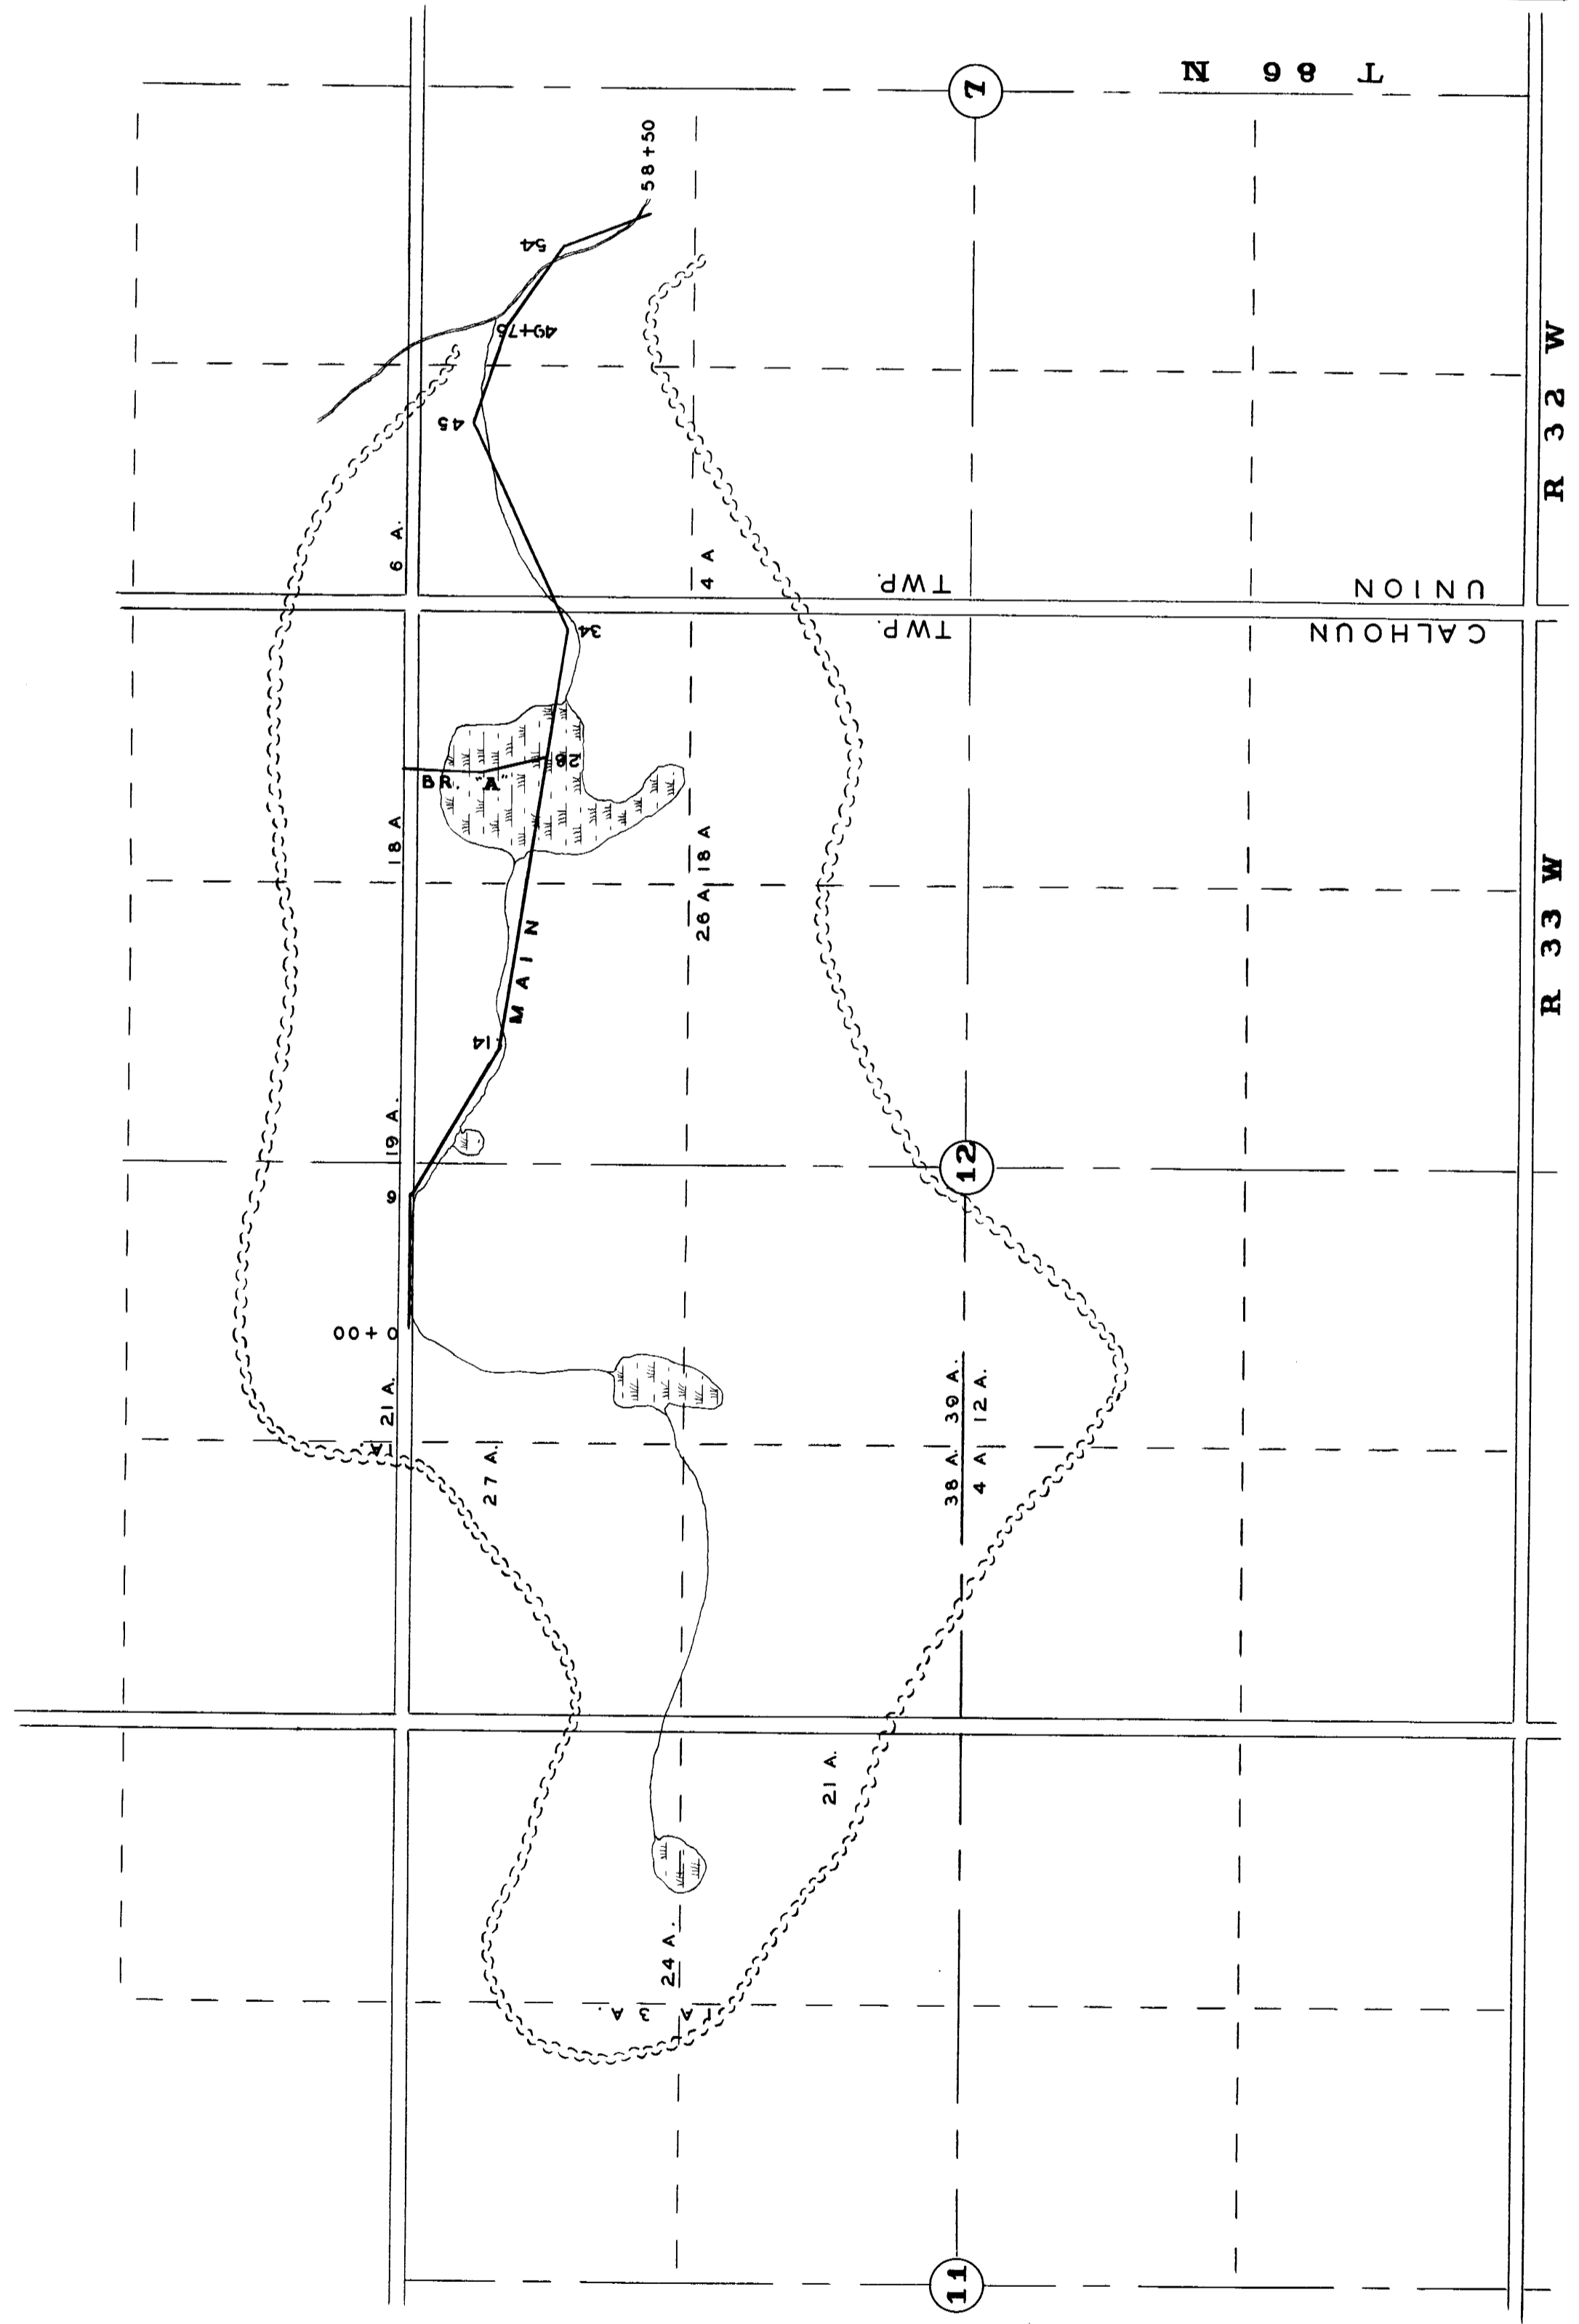 T 86 N
7
58+50
54
49+75
45
R 32 W
6 A.
4 A
TWP.
UNION
TWP.
CALHOUN
34
28
BR. "A"
18 A
26 A 18 A
MAIN
R 33 W
14
19 A.
9
12
00+0
21 A.
1A.
27 A.
38 A. 39 A.
4 A 12 A.
21 A.
24 A.
3 A.
1 A
11